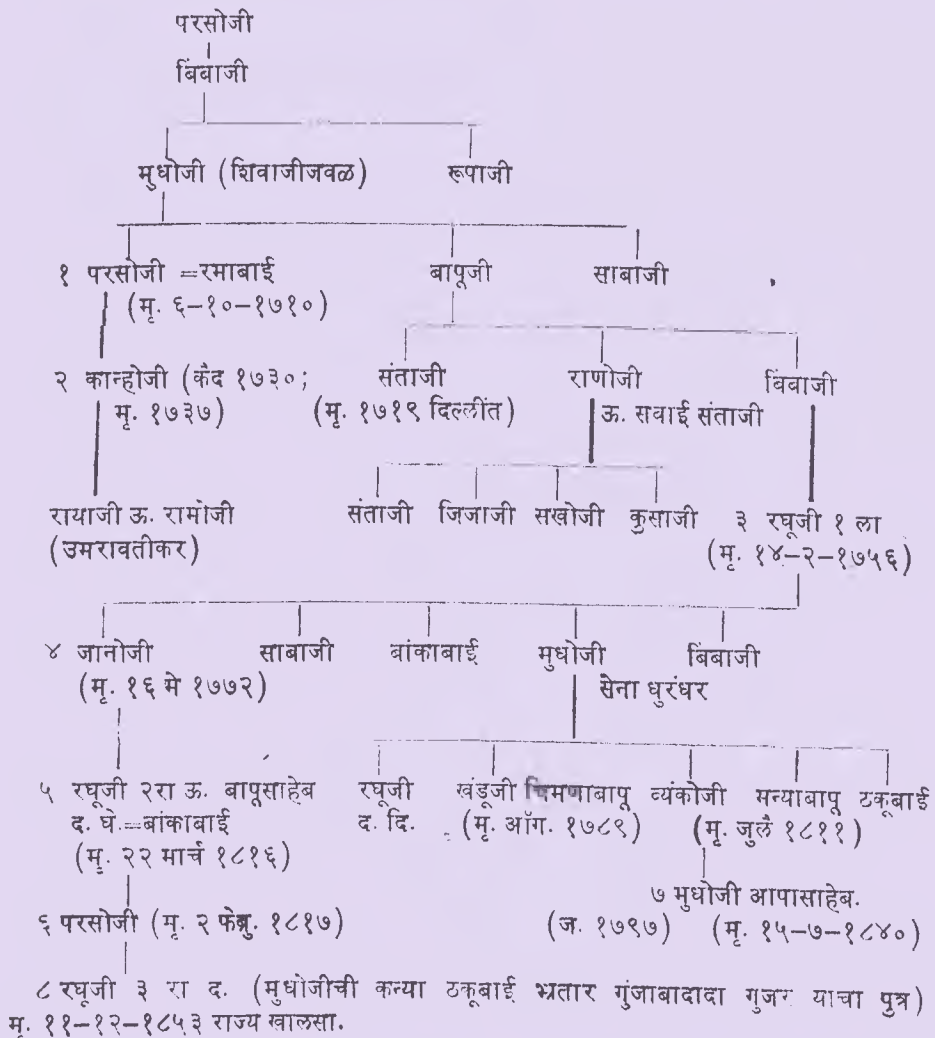 परसोजी
बिंबाजी
मुधोजी (शिवाजीजवळ) रूपाजी
१ परसोजी =रमाबाई बापूजी साबाजी
(मृ. ६-१०-१७१०)
२ कान्होजी (कैद १७३०; संताजी राणोजी बिंबाजी
मृ. १७३७) (मृ. १७१९ दिल्लींत) ऊ. सवाई संताजी
रायाजी ऊ. रामोजी संताजी जिजाजी सखोजी कुसाजी ३ रघूजी १ ला
(उमरावतीकर) (मृ. १४-२-१७५६)
४ जानोजी साबाजी बांकाबाई मुधोजी बिंबाजी
(मृ. १६ मे १७७२) सेना धुरंधर
५ रघूजी २रा ऊ. बापूसाहेब रघूजी खंडूजी चिमणाबापू व्यंकोजी मन्याबापू ठकूबाई
द. घे.=बांकाबाई द. दि. (मृ. ऑग. १७८९) (मृ. जुलै १८११)
(मृ. २२ मार्च १८१६)
७ मुधोजी आपासाहेब.
६ परसोजी (मृ. २ फेब्रु. १८१७) (ज. १७९७) (मृ. १५-७-१८४०)
८ रघूजी ३ रा द. (मुधोजीची कन्या ठकूबाई भ्रतार गुंजाबादादा गुजर याचा पुत्र)
मृ. ११-१२-१८५३ राज्य खालसा.